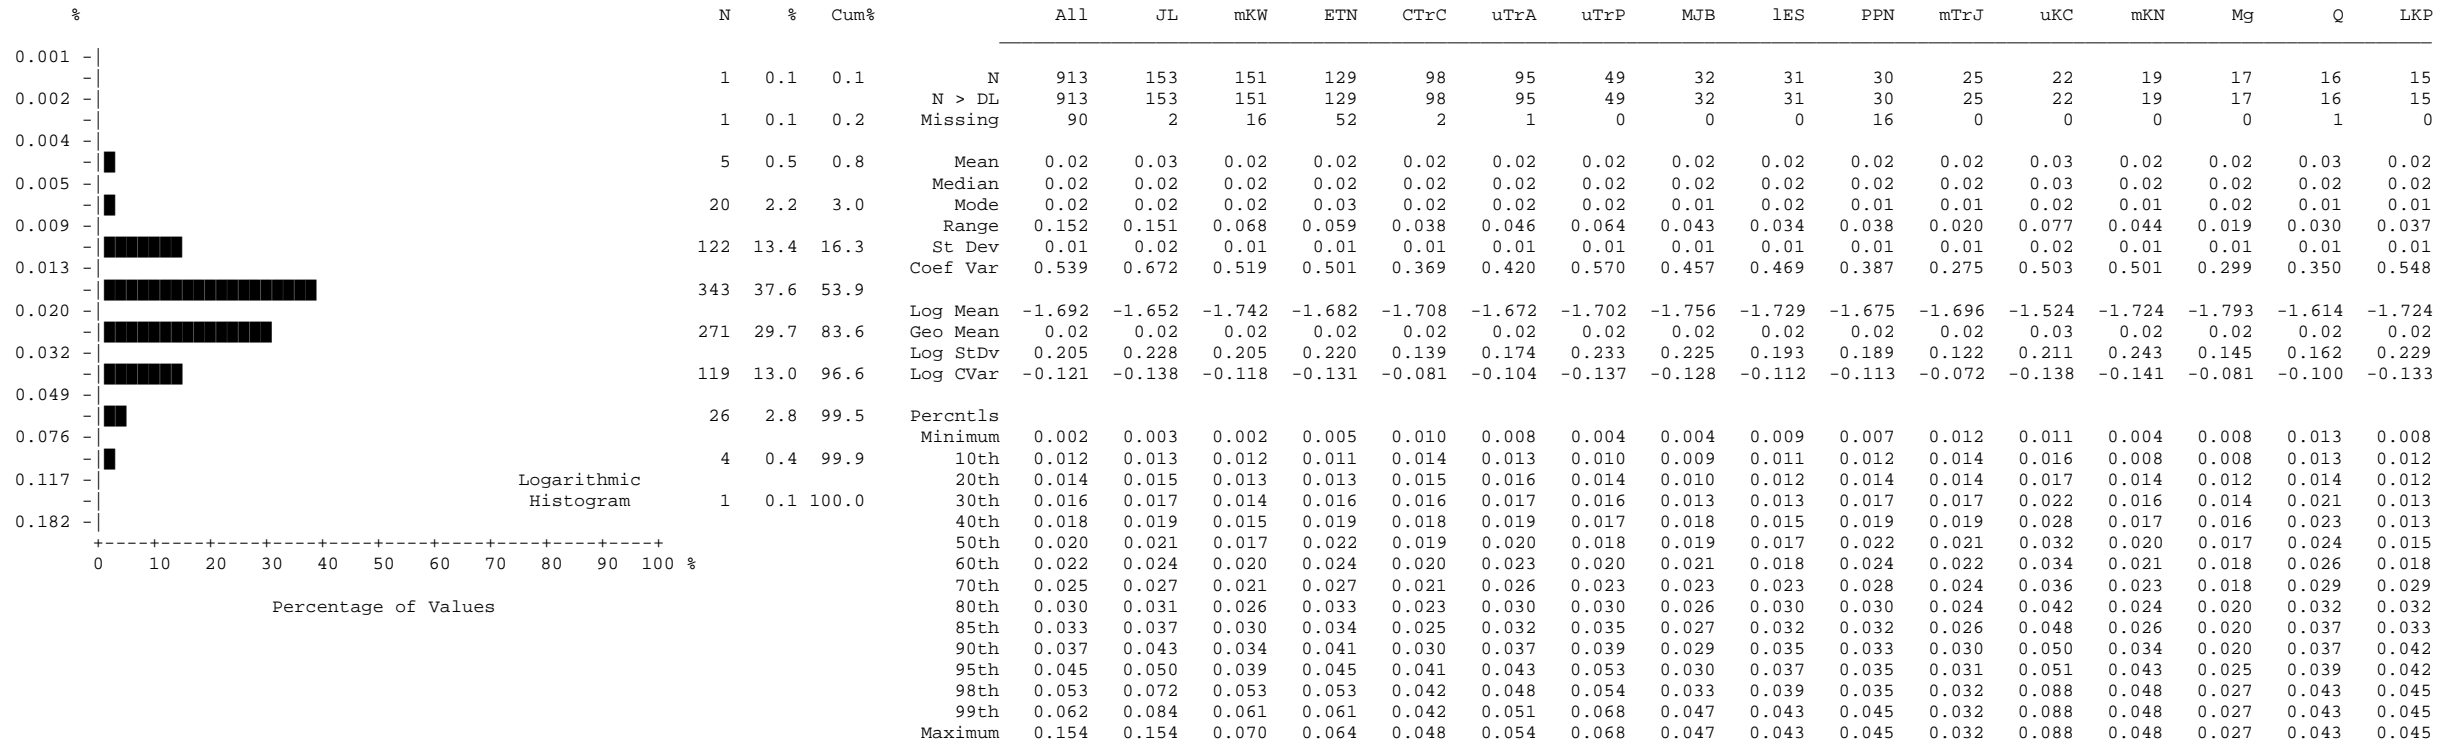 % N % Cum% All JL mKW ETN CTrC uTrA uTrP MJB lES PPN mTrJ uKC mKN Mg Q LKP
0.001 -
- 1 0.1 0.1 N 913 153 151 129 98 95 49 32 31 30 25 22 19 17 16 15
0.002 - N > DL 913 153 151 129 98 95 49 32 31 30 25 22 19 17 16 15
- 1 0.1 0.2 Missing 90 2 16 52 2 1 0 0 0 16 0 0 0 0 1 0
0.004 -
- 5 0.5 0.8 Mean 0.02 0.03 0.02 0.02 0.02 0.02 0.02 0.02 0.02 0.02 0.02 0.03 0.02 0.02 0.03 0.02
0.005 - Median 0.02 0.02 0.02 0.02 0.02 0.02 0.02 0.02 0.02 0.02 0.02 0.03 0.02 0.02 0.02 0.02
- 20 2.2 3.0 Mode 0.02 0.02 0.02 0.03 0.02 0.02 0.02 0.01 0.02 0.01 0.01 0.02 0.01 0.02 0.01 0.01
0.009 - Range 0.152 0.151 0.068 0.059 0.038 0.046 0.064 0.043 0.034 0.038 0.020 0.077 0.044 0.019 0.030 0.037
- 122 13.4 16.3 St Dev 0.01 0.02 0.01 0.01 0.01 0.01 0.01 0.01 0.01 0.01 0.01 0.02 0.01 0.01 0.01 0.01
0.013 - Coef Var 0.539 0.672 0.519 0.501 0.369 0.420 0.570 0.457 0.469 0.387 0.275 0.503 0.501 0.299 0.350 0.548
- 343 37.6 53.9
0.020 - Log Mean -1.692 -1.652 -1.742 -1.682 -1.708 -1.672 -1.702 -1.756 -1.729 -1.675 -1.696 -1.524 -1.724 -1.793 -1.614 -1.724
- 271 29.7 83.6 Geo Mean 0.02 0.02 0.02 0.02 0.02 0.02 0.02 0.02 0.02 0.02 0.02 0.03 0.02 0.02 0.02 0.02
0.032 - Log StDv 0.205 0.228 0.205 0.220 0.139 0.174 0.233 0.225 0.193 0.189 0.122 0.211 0.243 0.145 0.162 0.229
- 119 13.0 96.6 Log CVar -0.121 -0.138 -0.118 -0.131 -0.081 -0.104 -0.137 -0.128 -0.112 -0.113 -0.072 -0.138 -0.141 -0.081 -0.100 -0.133
0.049 -
- 26 2.8 99.5 Percntls
0.076 - Minimum 0.002 0.003 0.002 0.005 0.010 0.008 0.004 0.004 0.009 0.007 0.012 0.011 0.004 0.008 0.013 0.008
- 4 0.4 99.9 10th 0.012 0.013 0.012 0.011 0.014 0.013 0.010 0.009 0.011 0.012 0.014 0.016 0.008 0.008 0.013 0.012
0.117 - Logarithmic 20th 0.014 0.015 0.013 0.013 0.015 0.016 0.014 0.010 0.012 0.014 0.014 0.017 0.014 0.012 0.014 0.012
- Histogram 1 0.1 100.0 30th 0.016 0.017 0.014 0.016 0.016 0.017 0.016 0.013 0.013 0.017 0.017 0.022 0.016 0.014 0.021 0.013
0.182 - 40th 0.018 0.019 0.015 0.019 0.018 0.019 0.017 0.018 0.015 0.019 0.019 0.028 0.017 0.016 0.023 0.013
50th 0.020 0.021 0.017 0.022 0.019 0.020 0.018 0.019 0.017 0.022 0.021 0.032 0.020 0.017 0.024 0.015
0 10 20 30 40 50 60 70 80 90 100 % 60th 0.022 0.024 0.020 0.024 0.020 0.023 0.020 0.021 0.018 0.024 0.022 0.034 0.021 0.018 0.026 0.018
70th 0.025 0.027 0.021 0.027 0.021 0.026 0.023 0.023 0.023 0.028 0.024 0.036 0.023 0.018 0.029 0.029
Percentage of Values 80th 0.030 0.031 0.026 0.033 0.023 0.030 0.030 0.026 0.030 0.030 0.024 0.042 0.024 0.020 0.032 0.032
85th 0.033 0.037 0.030 0.034 0.025 0.032 0.035 0.027 0.032 0.032 0.026 0.048 0.026 0.020 0.037 0.033
90th 0.037 0.043 0.034 0.041 0.030 0.037 0.039 0.029 0.035 0.033 0.030 0.050 0.034 0.020 0.037 0.042
95th 0.045 0.050 0.039 0.045 0.041 0.043 0.053 0.030 0.037 0.035 0.031 0.051 0.043 0.025 0.039 0.042
98th 0.053 0.072 0.053 0.053 0.042 0.048 0.054 0.033 0.039 0.035 0.032 0.088 0.048 0.027 0.043 0.045
99th 0.062 0.084 0.061 0.061 0.042 0.051 0.068 0.047 0.043 0.045 0.032 0.088 0.048 0.027 0.043 0.045
Maximum 0.154 0.154 0.070 0.064 0.048 0.054 0.068 0.047 0.043 0.045 0.032 0.088 0.048 0.027 0.043 0.045